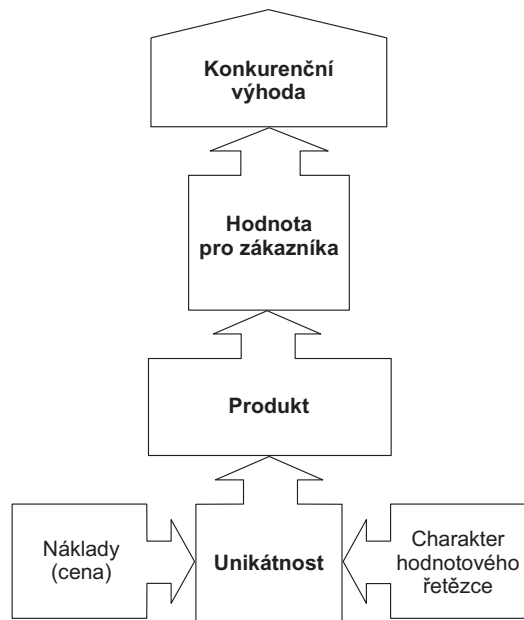 Konkurenční
výhoda
Hodnota
pro zákazníka
Produkt
Náklady
(cena)
Unikátnost
Charakter
hodnotového
řetězce